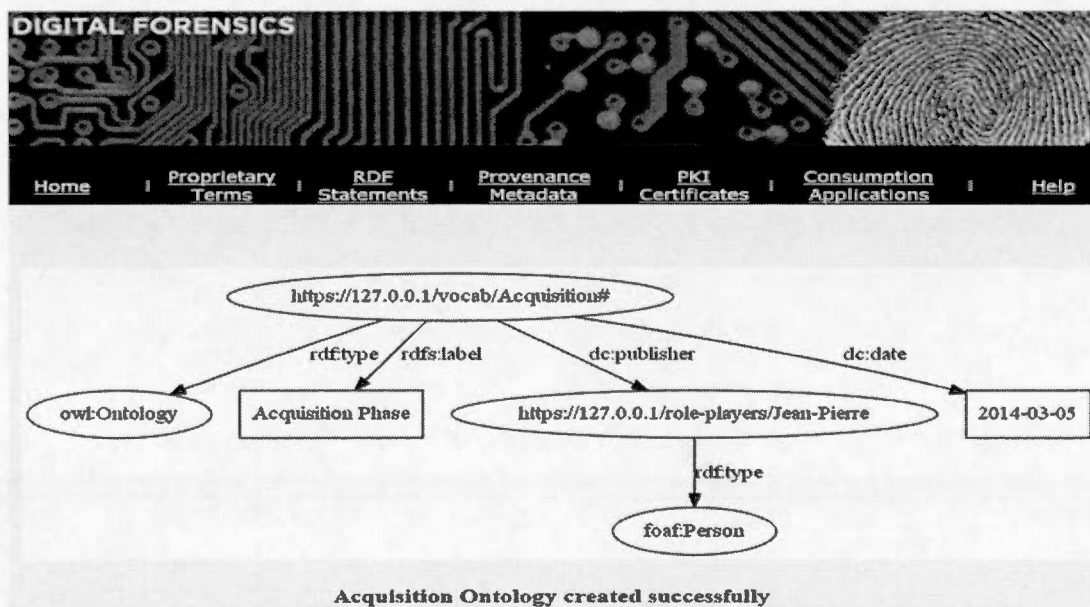 DIGITAL FORENSICS
Home
Proprietary
Terms
RDF
Statements
Provenance
Metadata
PKI
Certificates
Consumption
Applications
Help
https://127.0.0.1/vocab/Acquisition#
rdf:type
rdfs:label
dc:publisher
dc:date
owl:Ontology
Acquisition Phase
https://127.0.0.1/role-players/Jean-Pierre
2014-03-05
rdf:type
foaf:Person
Acquisition Ontology created successfully